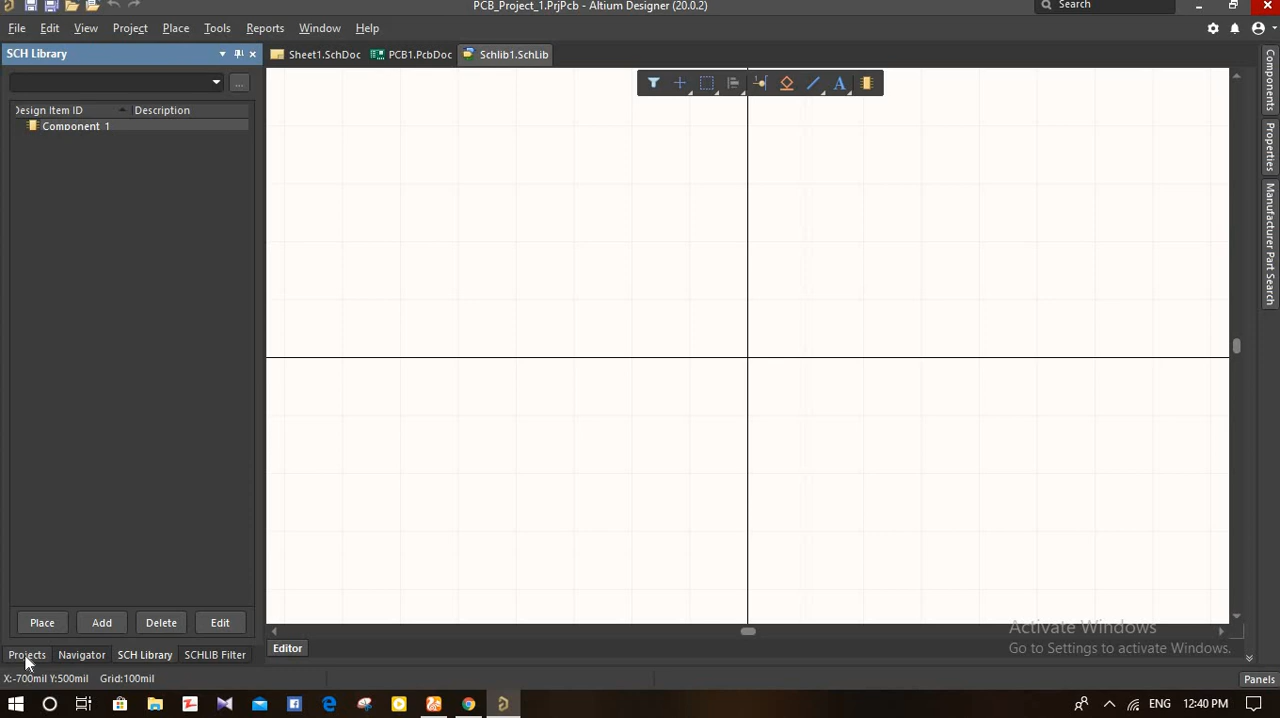 PCB_Project_1.PrjPcb - Altium Designer (20.0.2)
Search
File Edit View Project Place Tools Reports Window Help
SCH Library
Sheet1.SchDoc PCB1.PcbDoc Schlib1.SchLib
...
Design Item ID Description
Component_1
A
Components
Properties
Manufacturer Part Search
Place Add Delete Edit
Editor
Activate Windows
Go to Settings to activate Windows.
Projects Navigator SCH Library SCHLIB Filter
X:-700mil Y:500mil Grid:100mil
Panels
ENG 12:40 PM